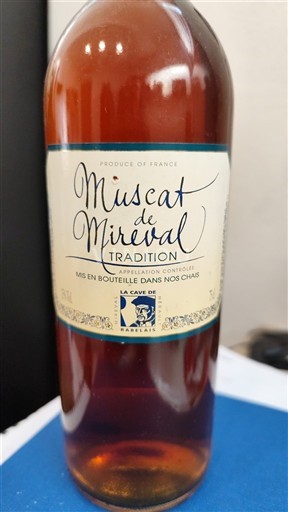 PRODUCE OF FRANCE
Muscat
de
Mireval
TRADITION
APPELLATION CONTRÔLÉE
MIS EN BOUTEILLE DANS NOS CHAIS
LA CAVE DE
RABELAIS